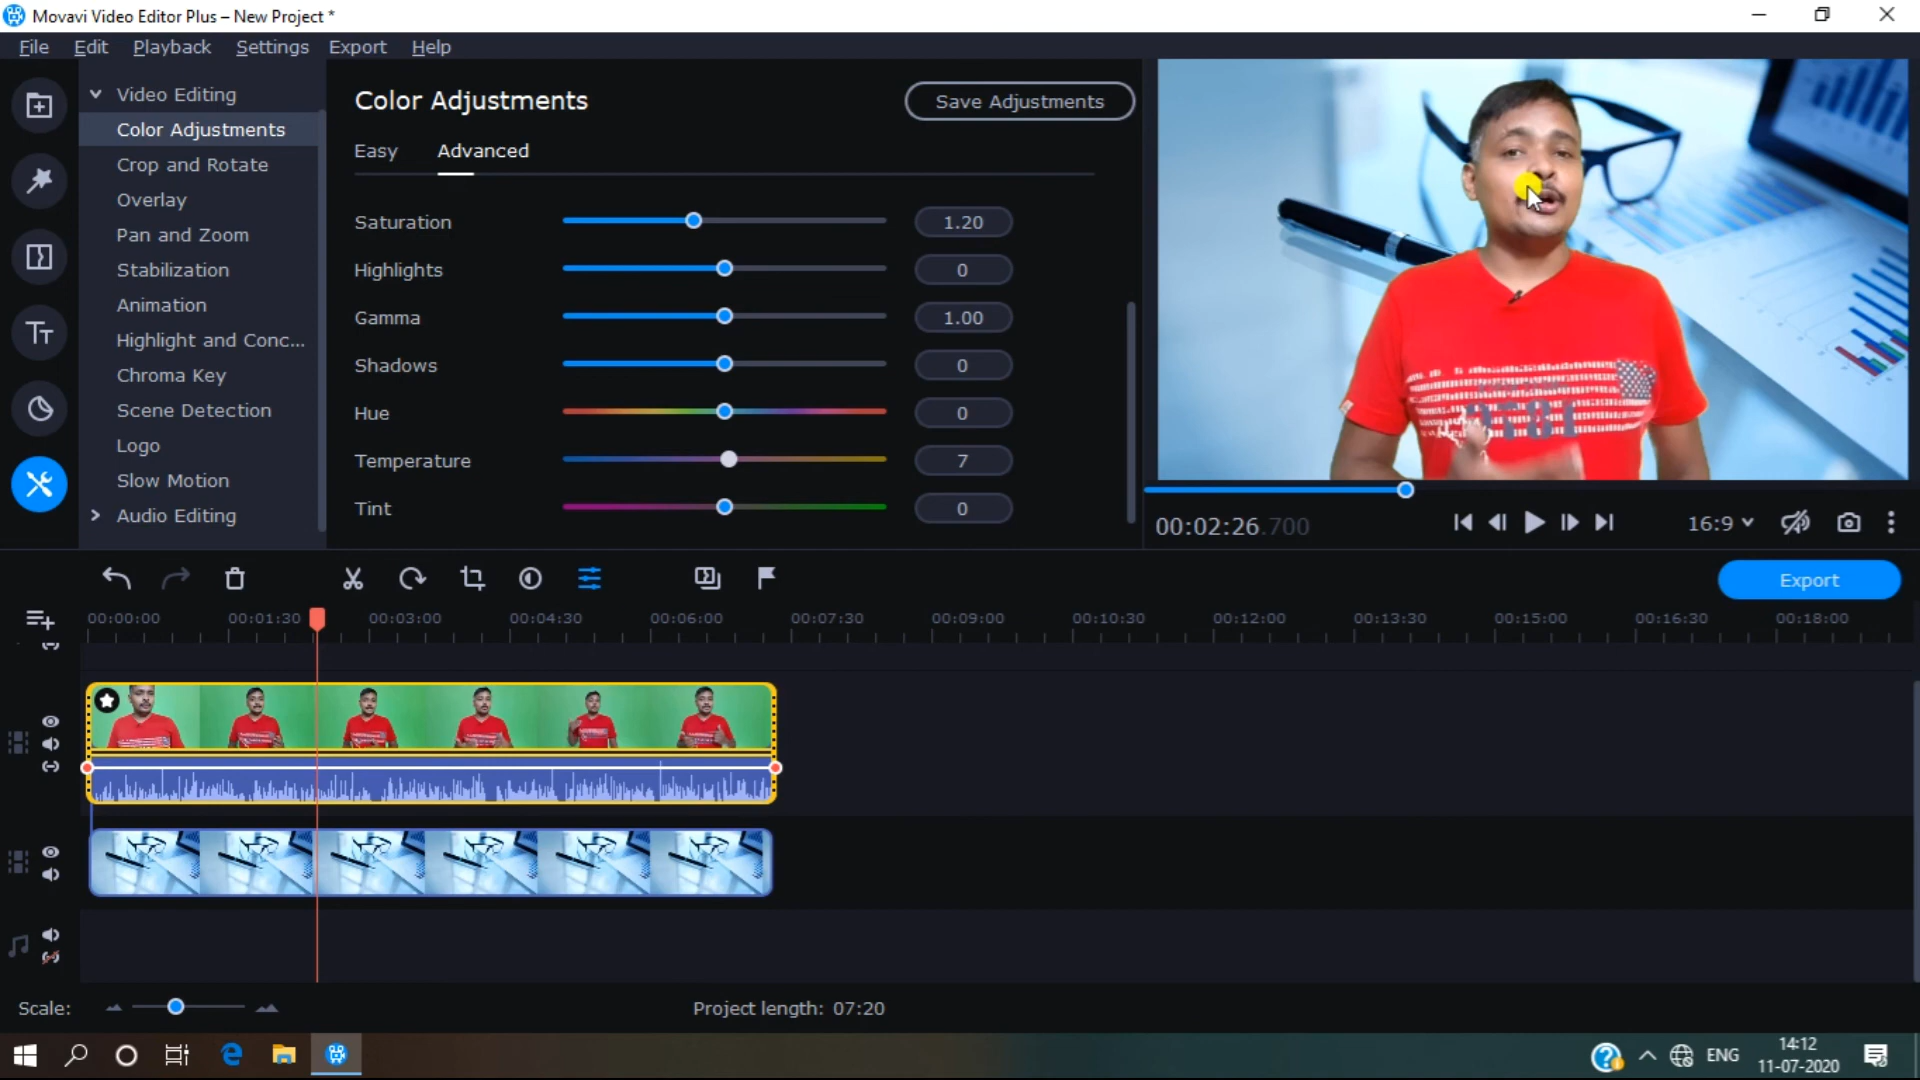 Movavi Video Editor Plus – New Project *
File Edit Playback Settings Export Help
Video Editing
Color Adjustments
Crop and Rotate
Overlay
Pan and Zoom
Stabilization
Animation
Highlight and Conc...
Chroma Key
Scene Detection
Logo
Slow Motion
Audio Editing
Color Adjustments
Save Adjustments
Easy Advanced
Saturation 1.20
Highlights 0
Gamma 1.00
Shadows 0
Hue 0
Temperature 7
Tint 0
00:02:26.700
16:9
Export
00:00:00 00:01:30 00:03:00 00:04:30 00:06:00 00:07:30 00:09:00 00:10:30 00:12:00 00:13:30 00:15:00 00:16:30 00:18:00
Scale:
Project length: 07:20
ENG
14:12
11-07-2020